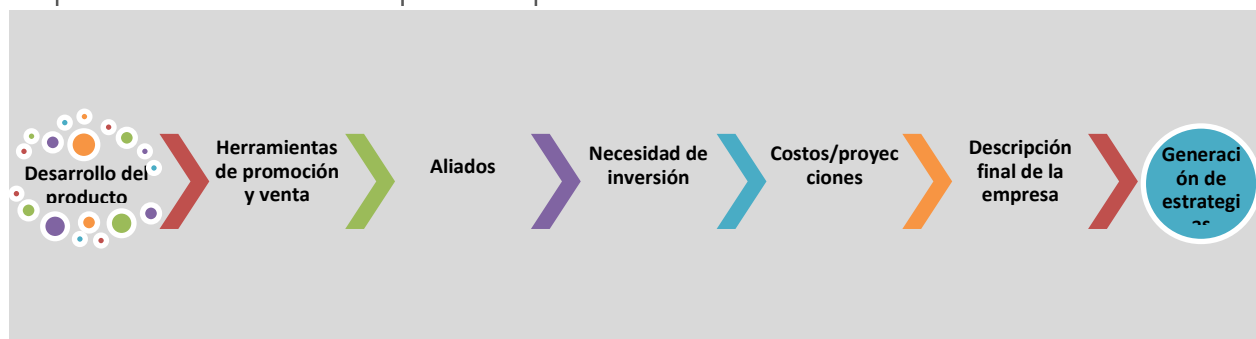 Desarrollo del
producto
Herramientas
de promoción
y venta
Aliados
Necesidad de
inversión
Costos/proyec
ciones
Descripción
final de la
empresa
Generaci
ón de
estrategi
as